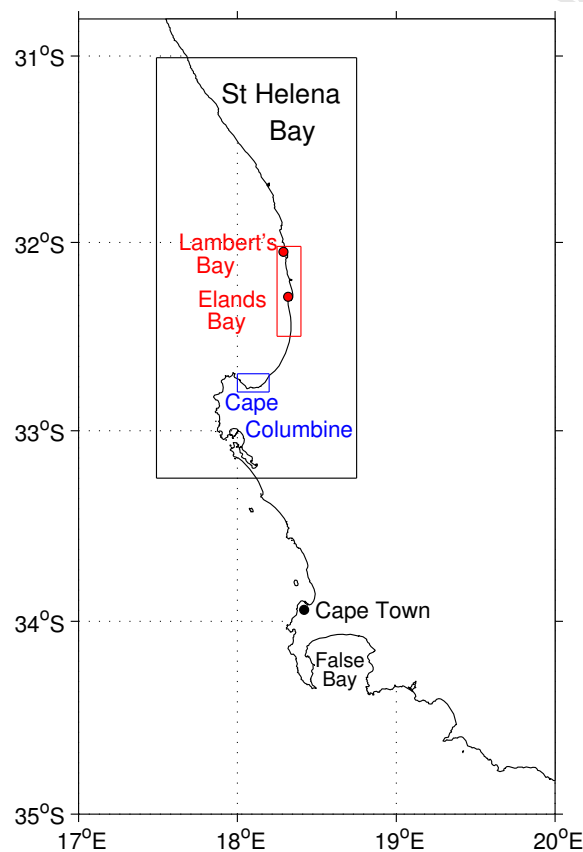 31°S
St Helena
Bay
32°S
Lambert's
Bay
Elands
Bay
Cape
Columbine
33°S
Cape Town
34°S
False
Bay
35°S
17°E
18°E
19°E
20°E